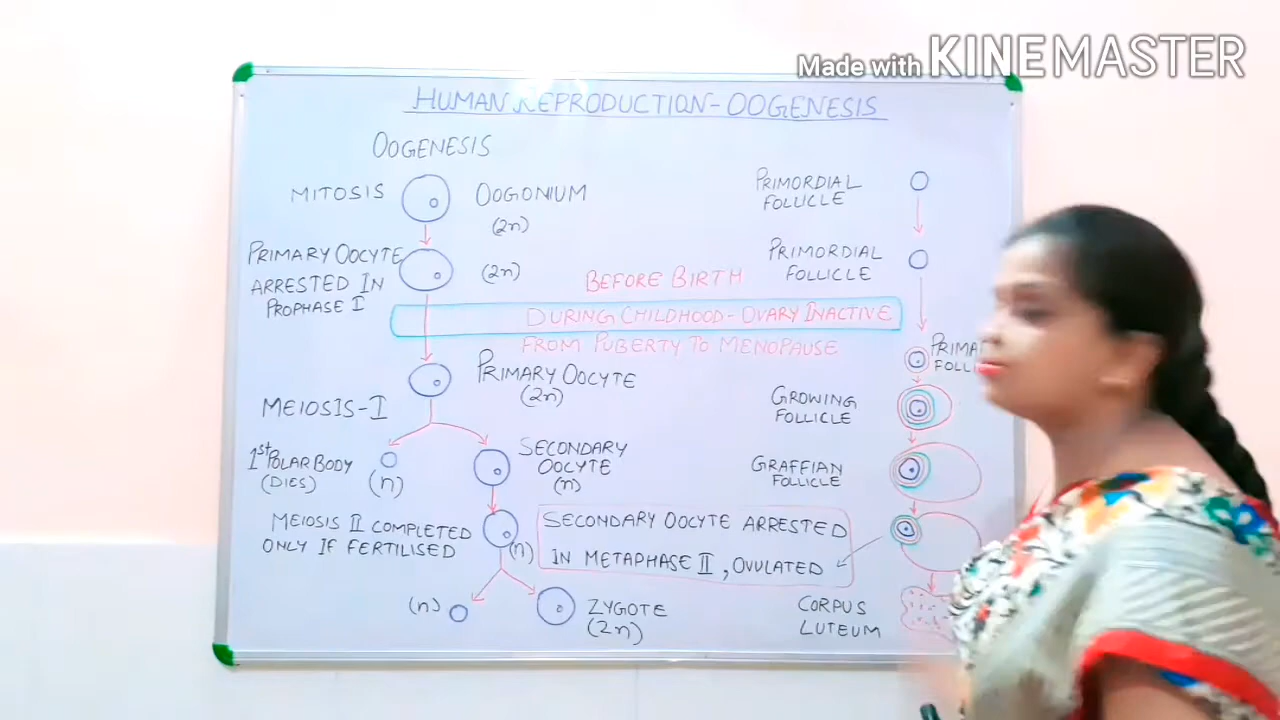 Made with KINEMASTER
HUMAN REPRODUCTION-OOGENESIS
OOGENESIS
MITOSIS
OOGONIUM
(2n)
PRIMARY OOCYTE
ARRESTED IN
PROPHASE I
(2n)
BEFORE BIRTH
DURING CHILDHOOD-OVARY INACTIVE
FROM PUBERTY TO MENOPAUSE
PRIMARY OOCYTE
(2n)
MEIOSIS-I
1st POLAR BODY
(DIES)
(n)
SECONDARY
OOCYTE
(n)
MEIOSIS II COMPLETED
ONLY IF FERTILISED
(n)
SECONDARY OOCYTE ARRESTED
IN METAPHASE II, OVULATED
(n)
ZYGOTE
(2n)
PRIMORDIAL
FOLLICLE
PRIMORDIAL
FOLLICLE
GROWING
FOLLICLE
GRAFFIAN
FOLLICLE
CORPUS
LUTEUM